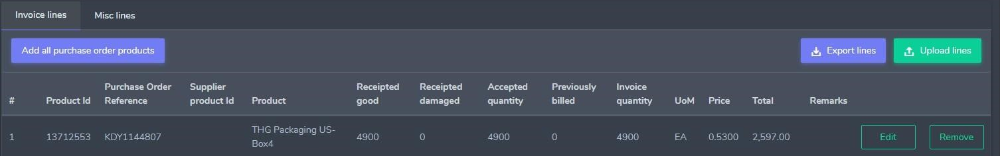 Invoice lines Misc lines
Add all purchase order products Export lines Upload lines
# Product Id Purchase Order Reference Supplier product Id Product Receipted good Receipted damaged Accepted quantity Previously billed Invoice quantity UoM Price Total Remarks
1 13712553 KDY1144807 THG Packaging US-Box4 4900 0 4900 0 4900 EA 0.5300 2,597.00 Edit Remove